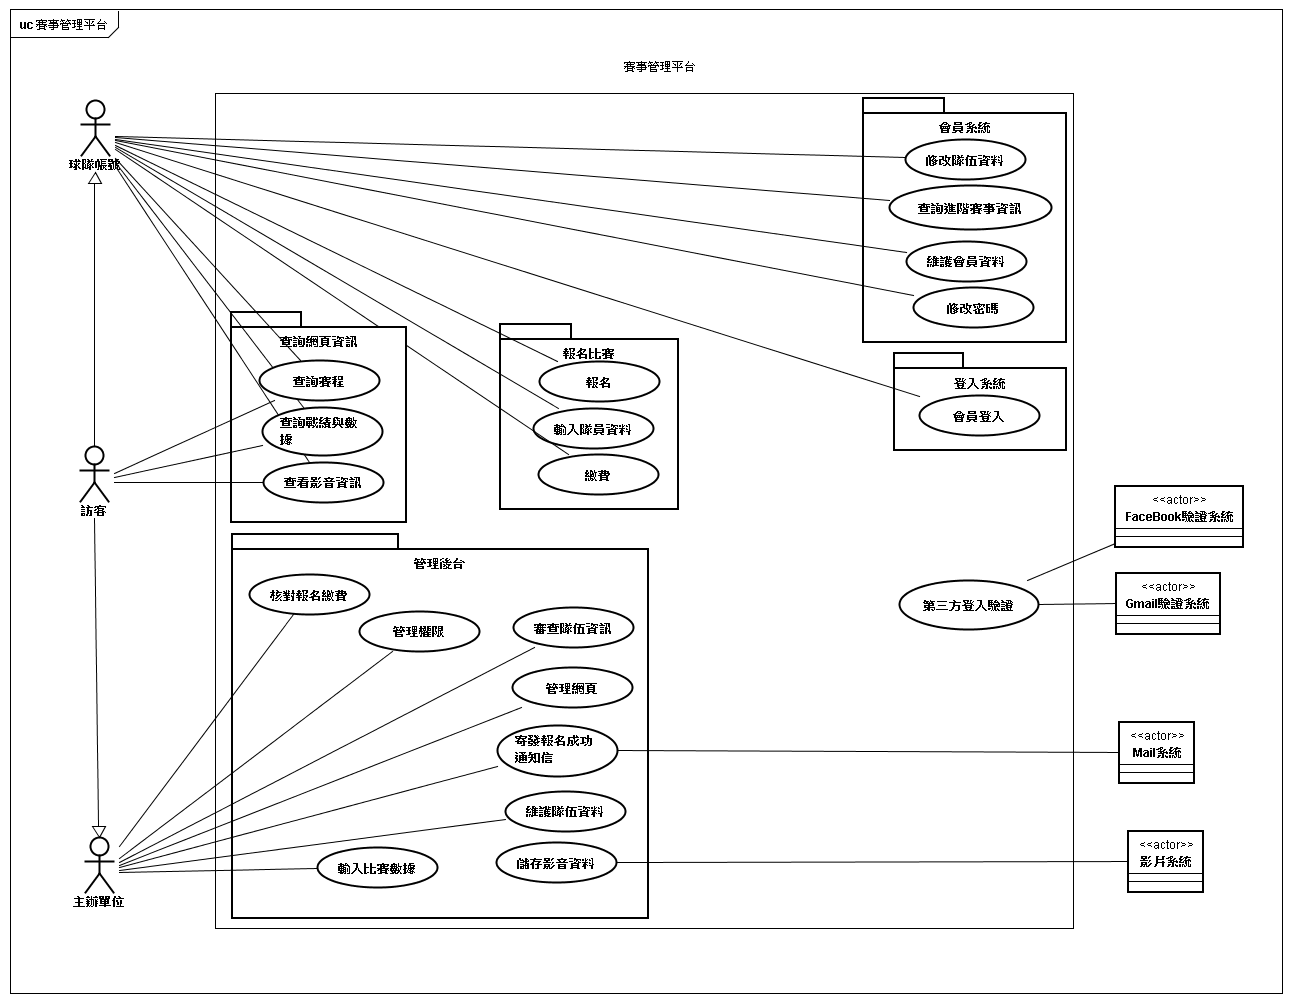 uc 賽事管理平台
賽事管理平台
球隊帳號
會員系統
修改隊伍資料
查詢進階賽事資訊
維護會員資料
修改密碼
查詢網頁資訊
查詢賽程
查詢戰績與數
據
查看影音資訊
報名比賽
報名
輸入隊員資料
繳費
登入系統
會員登入
訪客
<<actor>>
FaceBook驗證系統
第三方登入驗證
<<actor>>
Gmail驗證系統
管理後台
核對報名繳費
管理權限
審查隊伍資訊
管理網頁
寄發報名成功
通知信
<<actor>>
Mail系統
維護隊伍資料
輸入比賽數據
儲存影音資料
<<actor>>
影片系統
主辦單位